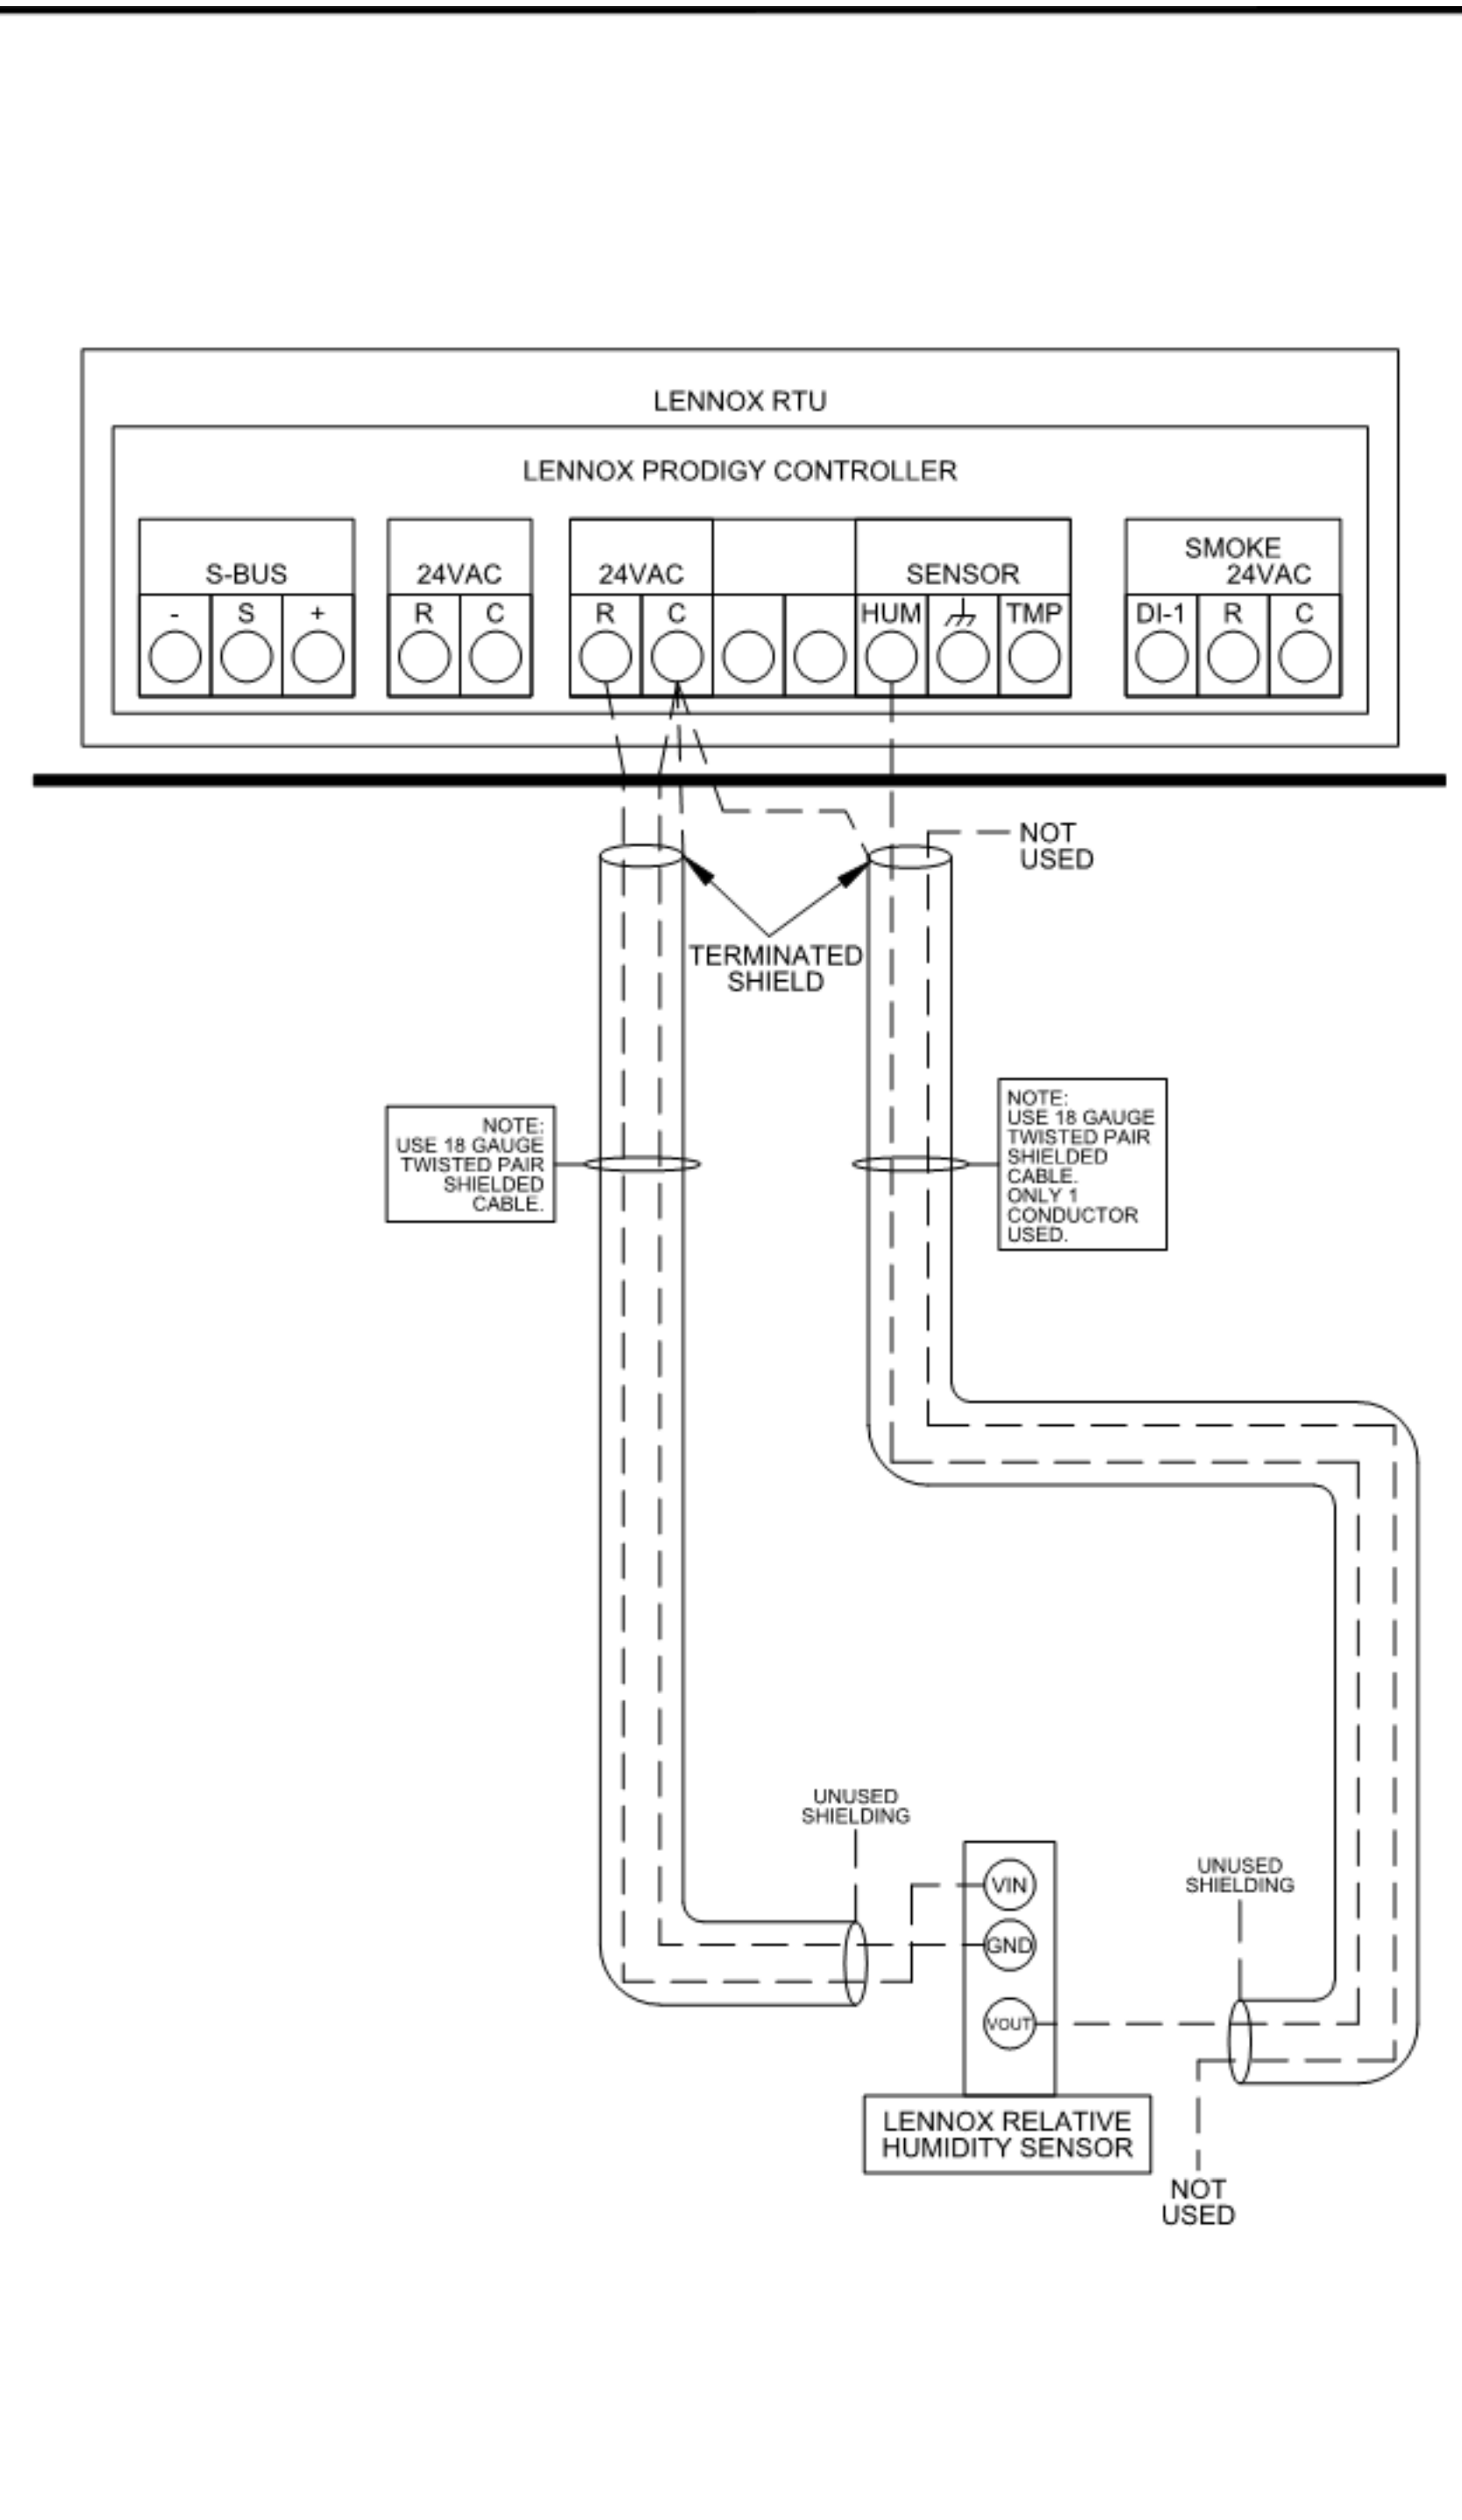 LENNOX RTU
LENNOX PRODIGY CONTROLLER
S-BUS
24VAC
24VAC
SENSOR
SMOKE
24VAC
- S +
R C
R C
HUM TMP
DI-1 R C
NOT
USED
TERMINATED
SHIELD
NOTE:
USE 18 GAUGE
TWISTED PAIR
SHIELDED
CABLE.
NOTE:
USE 18 GAUGE
TWISTED PAIR
SHIELDED
CABLE.
ONLY 1
CONDUCTOR
USED.
UNUSED
SHIELDING
VIN
GND
VOUT
UNUSED
SHIELDING
LENNOX RELATIVE
HUMIDITY SENSOR
NOT
USED